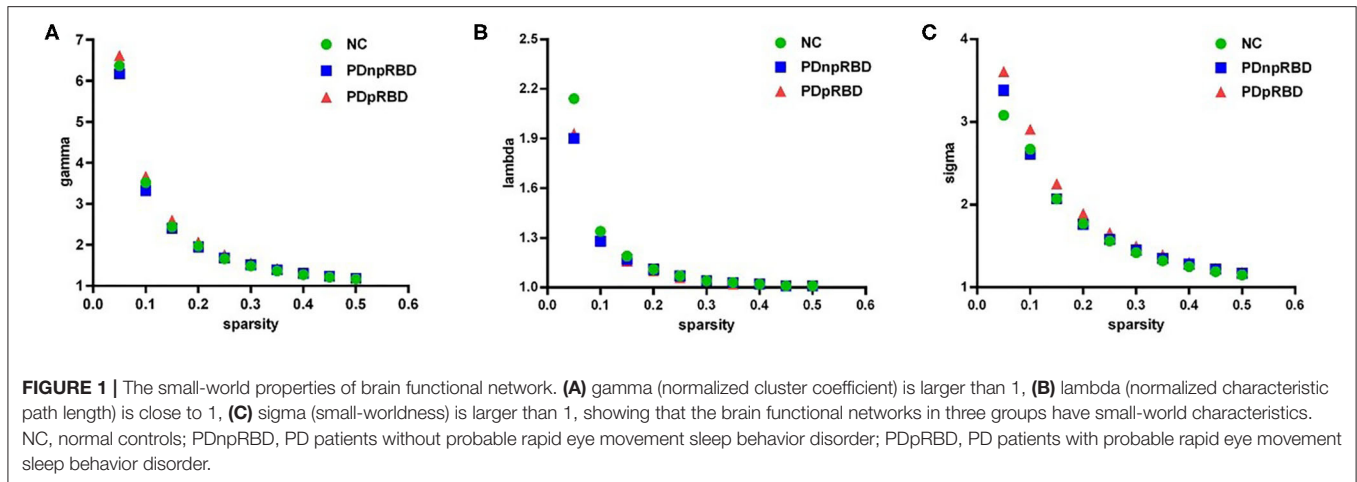 A
7
6
5
4
3
2
1
gamma
0.0 0.1 0.2 0.3 0.4 0.5 0.6
sparsity
NC
PDnpRBD
PDpRBD
B
2.5
2.2
1.9
1.6
1.3
1.0
lambda
0.0 0.1 0.2 0.3 0.4 0.5 0.6
sparsity
NC
PDnpRBD
PDpRBD
C
4
3
2
1
sigma
0.0 0.1 0.2 0.3 0.4 0.5 0.6
sparsity
NC
PDnpRBD
PDpRBD
FIGURE 1 | The small-world properties of brain functional network. (A) gamma (normalized cluster coefficient) is larger than 1, (B) lambda (normalized characteristic
path length) is close to 1, (C) sigma (small-worldness) is larger than 1, showing that the brain functional networks in three groups have small-world characteristics.
NC, normal controls; PDnpRBD, PD patients without probable rapid eye movement sleep behavior disorder; PDpRBD, PD patients with probable rapid eye movement
sleep behavior disorder.